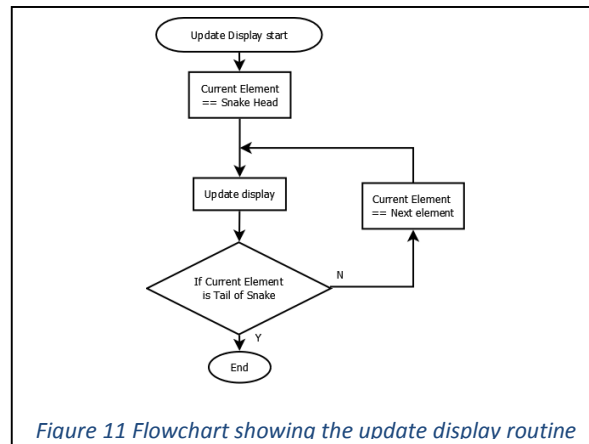 Update Display start
Current Element
== Snake Head
Update display
Current Element
== Next element
If Current Element
is Tail of Snake
N
Y
End
Figure 11 Flowchart showing the update display routine